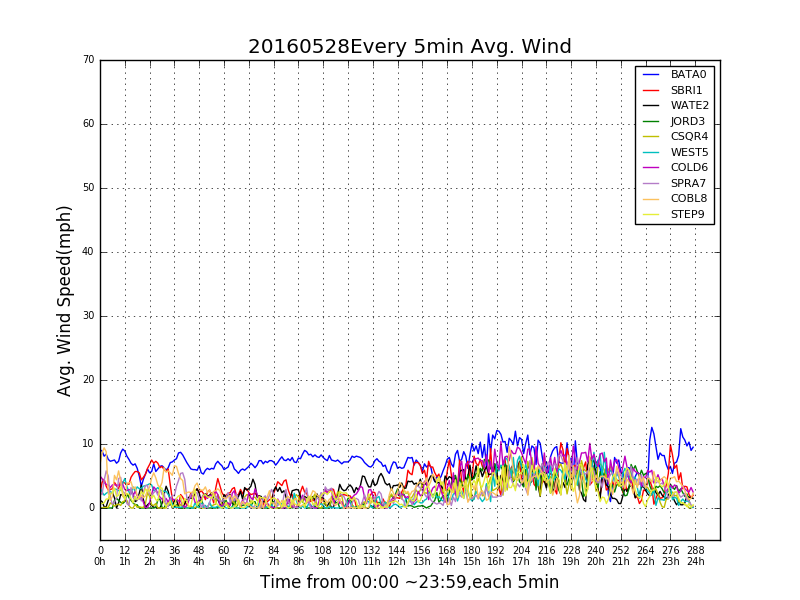 20160528Every 5min Avg. Wind
70
60
50
40
30
20
10
0
Avg. Wind Speed(mph)
BATA0
SBRI1
WATE2
JORD3
CSQR4
WEST5
COLD6
SPRA7
COBL8
STEP9
0 12 24 36 48 60 72 84 96 108 120 132 144 156 168 180 192 204 216 228 240 252 264 276 288
0h 1h 2h 3h 4h 5h 6h 7h 8h 9h 10h 11h 12h 13h 14h 15h 16h 17h 18h 19h 20h 21h 22h 23h 24h
Time from 00:00 ~23:59,each 5min